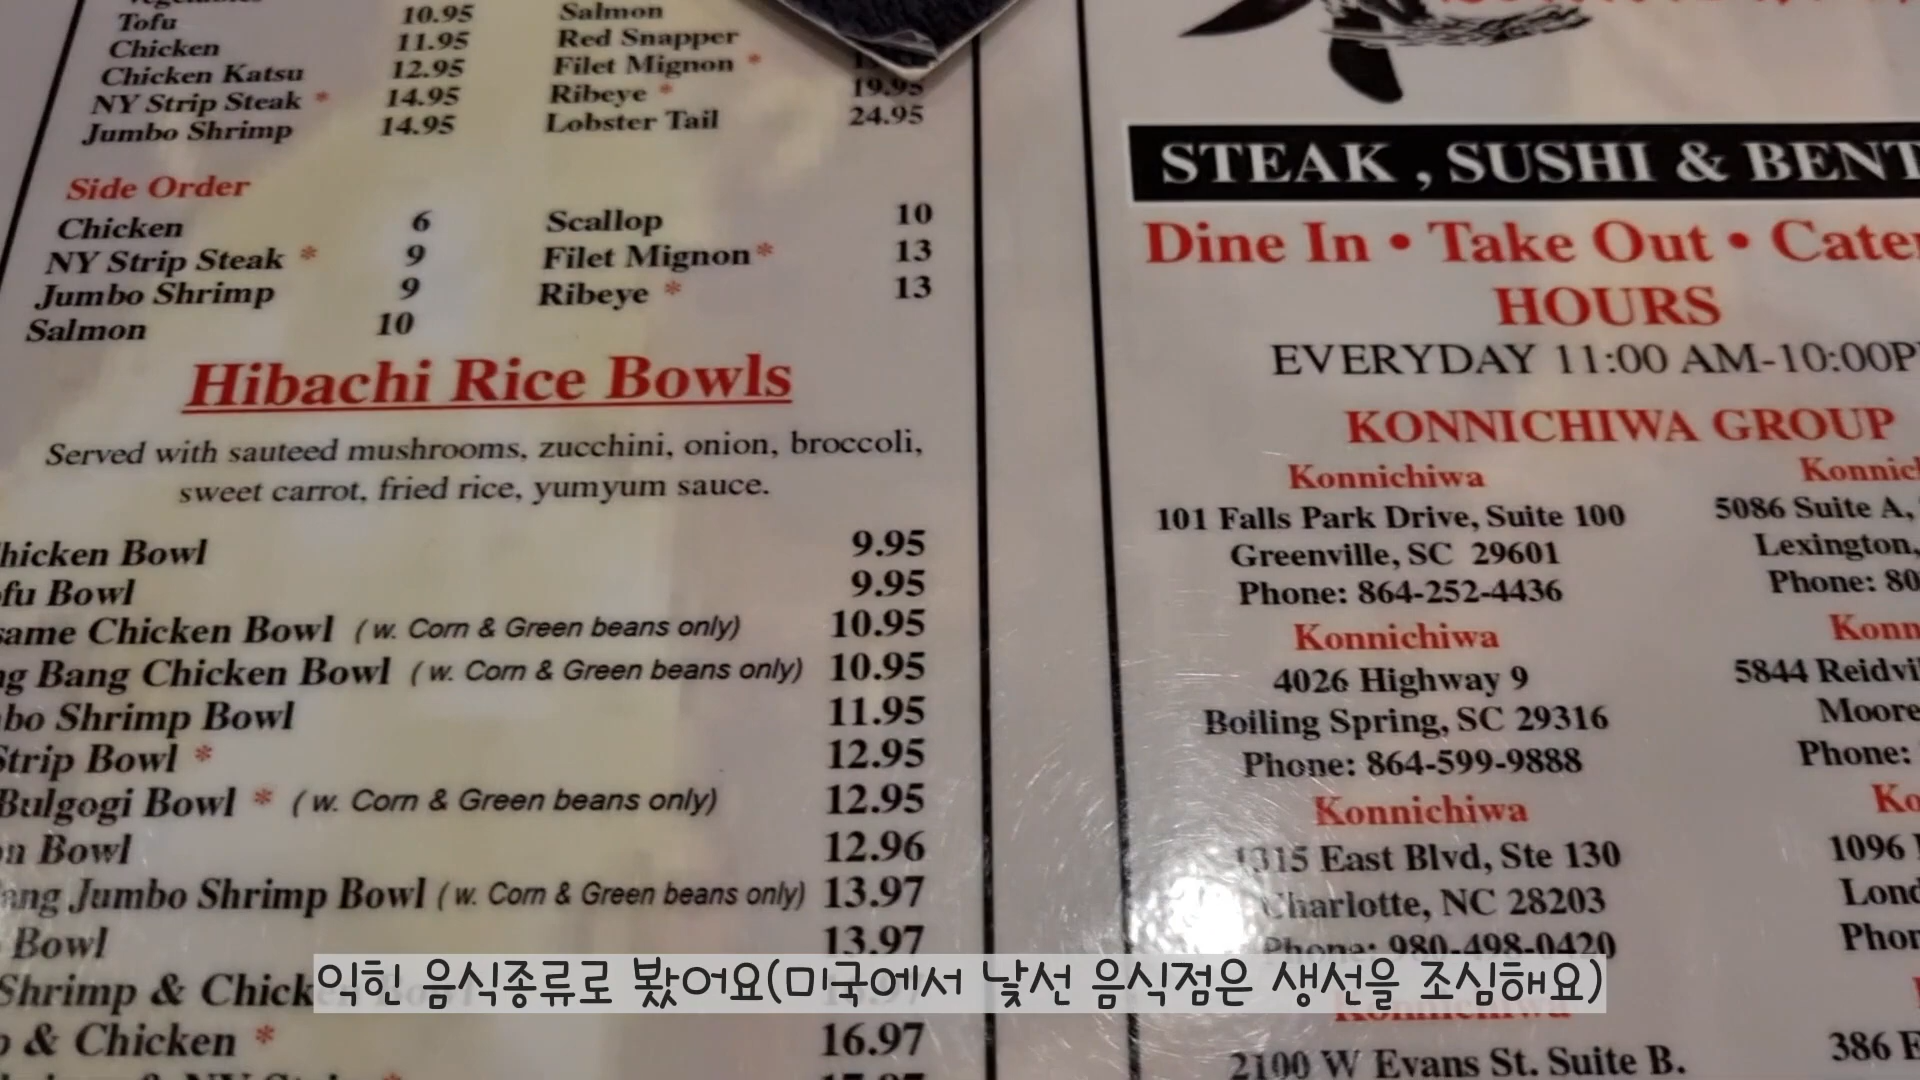 Tofu 10.95
Chicken 11.95
Chicken Katsu 12.95
NY Strip Steak * 14.95
Jumbo Shrimp 14.95
Salmon
Red Snapper
Filet Mignon *
Ribeye * 19.95
Lobster Tail 24.95
Side Order
Chicken 6
NY Strip Steak * 9
Jumbo Shrimp 9
Salmon 10
Scallop 10
Filet Mignon * 13
Ribeye * 13
Hibachi Rice Bowls
Served with sauteed mushrooms, zucchini, onion, broccoli,
sweet carrot, fried rice, yumyum sauce.
hicken Bowl 9.95
fu Bowl 9.95
same Chicken Bowl ( w. Corn & Green beans only) 10.95
ng Bang Chicken Bowl ( w. Corn & Green beans only) 10.95
bo Shrimp Bowl 11.95
Strip Bowl * 12.95
Bulgogi Bowl * ( w. Corn & Green beans only) 12.95
n Bowl 12.96
ang Jumbo Shrimp Bowl ( w. Corn & Green beans only) 13.97
Bowl 13.97
Shrimp & Chick
& Chicken * 16.97
STEAK , SUSHI & BENT
Dine In • Take Out • Cater
HOURS
EVERYDAY 11:00 AM-10:00P
KONNICHIWA GROUP
Konnichiwa
101 Falls Park Drive, Suite 100
Greenville, SC 29601
Phone: 864-252-4436
Konnichiwa
4026 Highway 9
Boiling Spring, SC 29316
Phone: 864-599-9888
Konnichiwa
1315 East Blvd, Ste 130
Charlotte, NC 28203
Phone: 980-498-0420
Konnichiwa
2100 W Evans St. Suite B.
Konnich
5086 Suite A,
Lexington,
Phone: 80
Konn
5844 Reidvi
Moore
Phone:
Ko
1096
Lond
Phon
386 E
익힌 음식종류로 봤어요(미국에서 낯선 음식점은 생선을 조심해요)